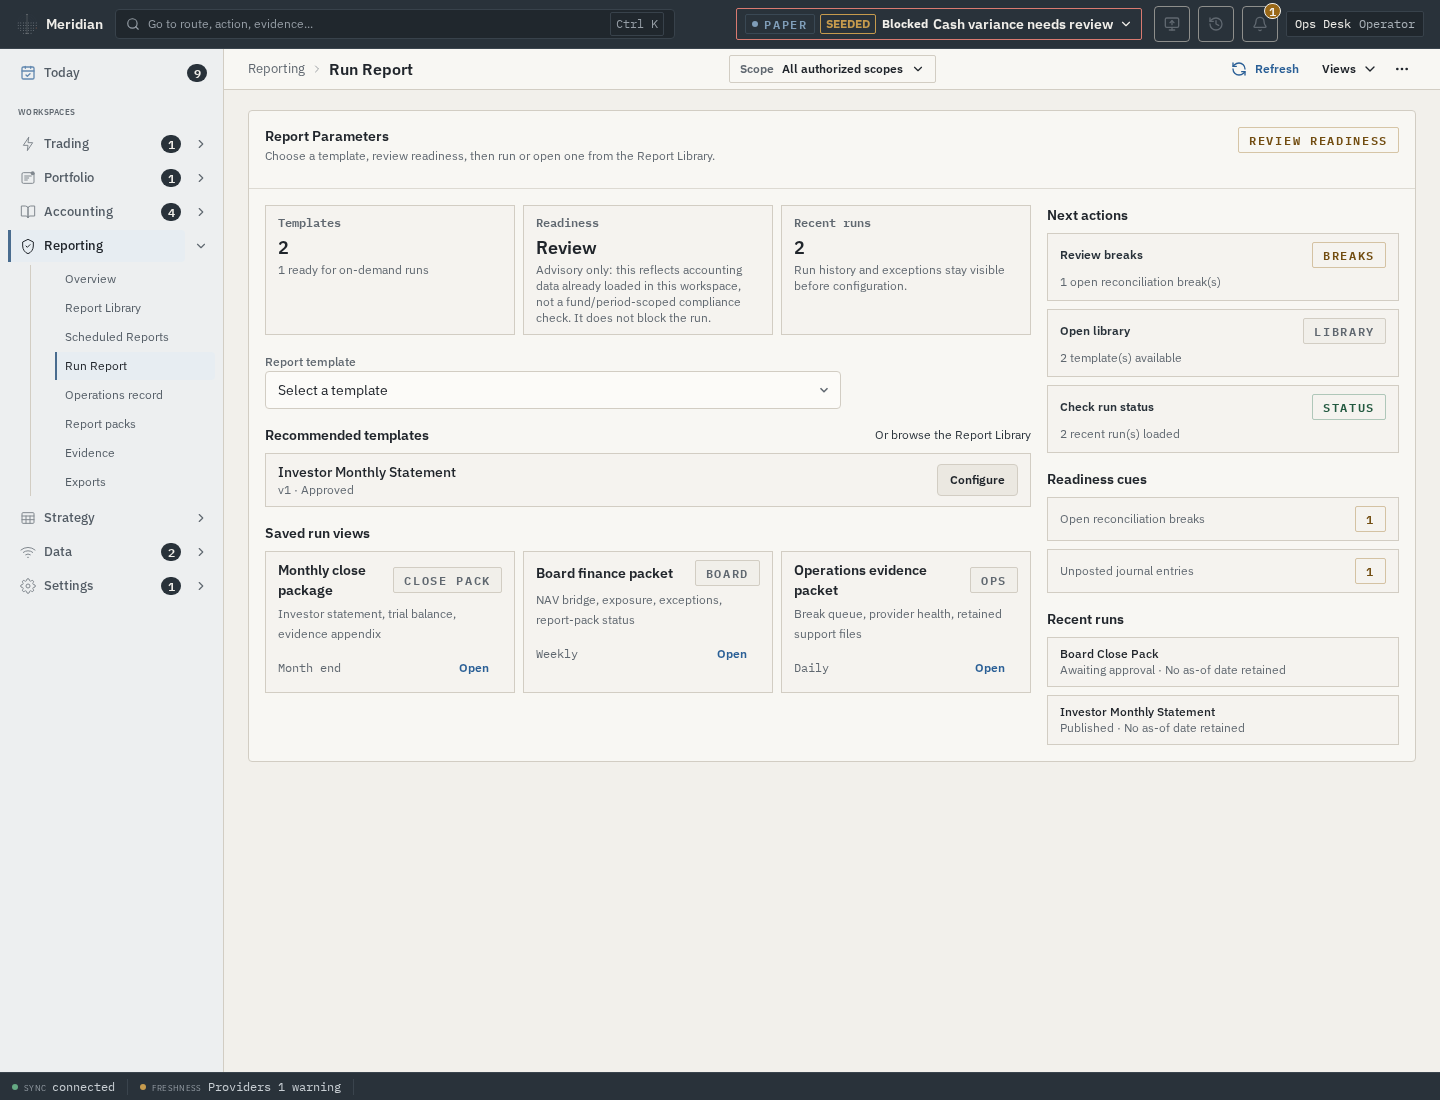 Meridian
Go to route, action, evidence...
Ctrl K
PAPER
SEEDED
Blocked Cash variance needs review
1
Ops Desk Operator
Today
9
WORKSPACES
Trading
1
Portfolio
1
Accounting
4
Reporting
Overview
Report Library
Scheduled Reports
Run Report
Operations record
Report packs
Evidence
Exports
Strategy
Data
2
Settings
1
Reporting
Run Report
Scope All authorized scopes
Refresh
Views
Report Parameters
Choose a template, review readiness, then run or open one from the Report Library.
REVIEW READINESS
Templates
2
1 ready for on-demand runs
Readiness
Review
Advisory only: this reflects accounting
data already loaded in this workspace,
not a fund/period-scoped compliance
check. It does not block the run.
Recent runs
2
Run history and exceptions stay visible
before configuration.
Report template
Select a template
Recommended templates
Or browse the Report Library
Investor Monthly Statement
v1 · Approved
Configure
Saved run views
Monthly close
package
CLOSE PACK
Investor statement, trial balance,
evidence appendix
Month end
Open
Board finance packet
BOARD
NAV bridge, exposure, exceptions,
report-pack status
Weekly
Open
Operations evidence
packet
OPS
Break queue, provider health, retained
support files
Daily
Open
Next actions
Review breaks
BREAKS
1 open reconciliation break(s)
Open library
LIBRARY
2 template(s) available
Check run status
STATUS
2 recent run(s) loaded
Readiness cues
Open reconciliation breaks
1
Unposted journal entries
1
Recent runs
Board Close Pack
Awaiting approval · No as-of date retained
Investor Monthly Statement
Published · No as-of date retained
SYNC connected
FRESHNESS Providers 1 warning